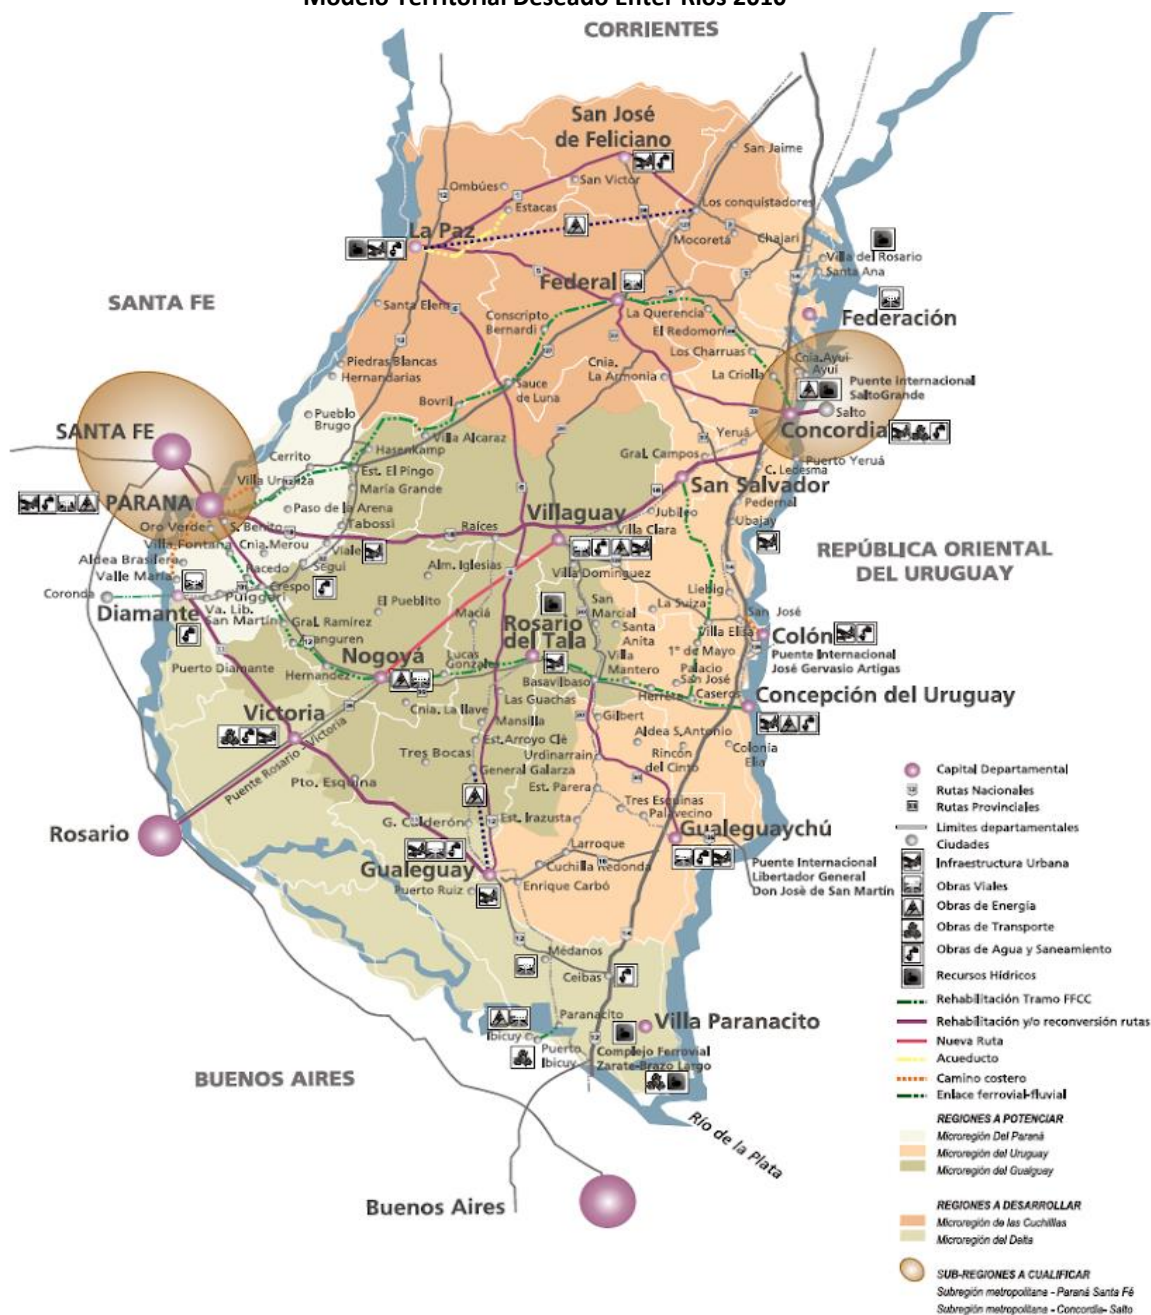 Modelo Territorial Deseado Enter Ríos 2016
CORRIENTES
San José
de Feliciano
San Jaime
Ombúes
San Victor
Estacas
Los conquistadores
La Paz
Mocoretá
Chajari
Villa del Rosario
Santa Ana
SANTA FE
Federal
Santa Elena
Conscripto
Bernardi
La Querencia
El Redomon
Federación
Los Charruas
Piedras Blancas
Hernandarias
Cnia.
La Armonia
La Criolla
Cnia.Ayui
Ayui
Puente Internacional
SaltoGrande
Sauce
de Luna
Bovril
Salto
Pueblo
Brugo
Concordia
SANTA FE
Villa Alcaraz
Yeruá
Hasenkamp
Cerrito
Gral. Campos
Puerto Yeruá
Est. El Pingo
C. Ledesma
Villa Urquiza
María Grande
San Salvador
PARANA
Pedernal
Paso de la Arena
Villaguay
Jubileo
Oro Verde
S. Benito
Tabossi
Raíces
Villa Clara
Ubajay
Villa Fontana
Cnia.Merou
Viale
REPÚBLICA ORIENTAL
DEL URUGUAY
Aldea Brasilera
Racedo
Segui
Alm. Iglesias
Villa Dominguez
Valle María
Crespo
Liebig
Coronda
Puiggari
El Pueblito
San
Marcial
La Suiza
San José
Diamante
Va. Lib.
San Martín
Gral. Ramírez
Maciá
Rosario
del Tala
Santa
Anita
Villa Elisa
Colón
Aranguren
1° de Mayo
Puente Internacional
José Gervasio Artigas
Puerto Diamante
Nogoyá
Lucas
Gonzalez
Villa
Mantero
Palacio
San José
Hernandez
Basavilbaso
Herrera
Caseros
Concepción del Uruguay
Las Guachas
Victoria
Cnia. La llave
Mansilla
Gilbert
Aldea S.Antonio
Est.Arroyo Clé
Colonia
Elia
Puente Rosario - Victoria
Tres Bocas
Urdinarrain
Rincón
del Cinto
General Galarza
Pto. Esquina
Est. Parera
Tres Esquinas
Palavecino
Rosario
G. Calderón
Est. Irazusta
Gualeguaychú
Larroque
Gualeguay
Cuchilla Redonda
Puente Internacional
Libertador General
Don José de San Martín
Puerto Ruiz
Enrique Carbó
Médanos
Ceibas
Paranacito
Villa Paranacito
Ibicuy
Puerto
Ibicuy
Complejo Ferrovial
Zarate-Brazo Largo
BUENOS AIRES
Río de la Plata
Buenos Aires
Capital Departamental
Rutas Nacionales
Rutas Provinciales
Limites departamentales
Ciudades
Infraestructura Urbana
Obras Viales
Obras de Energía
Obras de Transporte
Obras de Agua y Saneamiento
Recursos Hídricos
Rehabilitación Tramo FFCC
Rehabilitación y/o reconversión rutas
Nueva Ruta
Acueducto
Camino costero
Enlace ferrovial-fluvial
REGIONES A POTENCIAR
Microregión Del Paraná
Microregión del Uruguay
Microregión del Gualguay
REGIONES A DESARROLLAR
Microregión de las Cuchillas
Microregión del Delta
SUB-REGIONES A CUALIFICAR
Subregión metropolitana - Paraná Santa Fé
Subregión metropolitana - Concordia- Salto